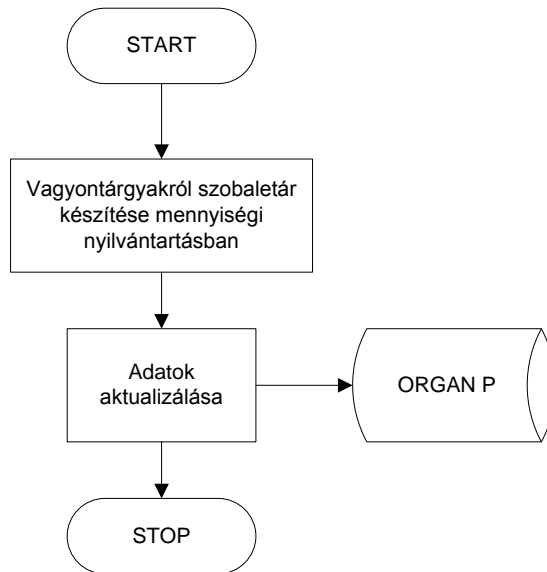 START
Vagyontárgyakról szobaletár
készítése mennyiségi
nyilvántartásban
Adatok
aktualizálása
ORGAN P
STOP